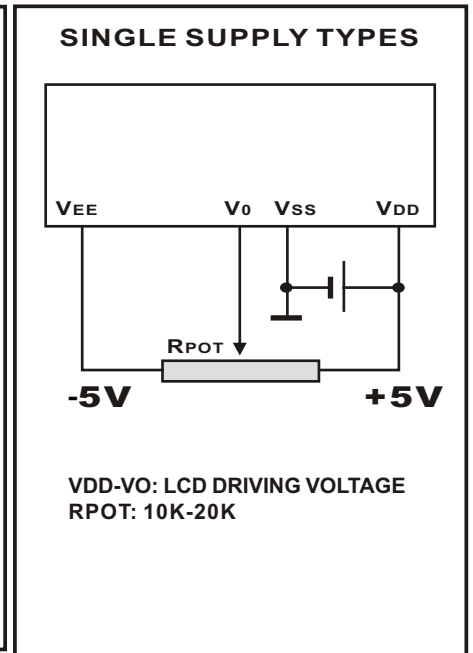 SINGLE SUPPLY TYPES
VEE V0 VSS VDD
RPOT
-5V +5V
VDD-VO: LCD DRIVING VOLTAGE
RPOT: 10K-20K